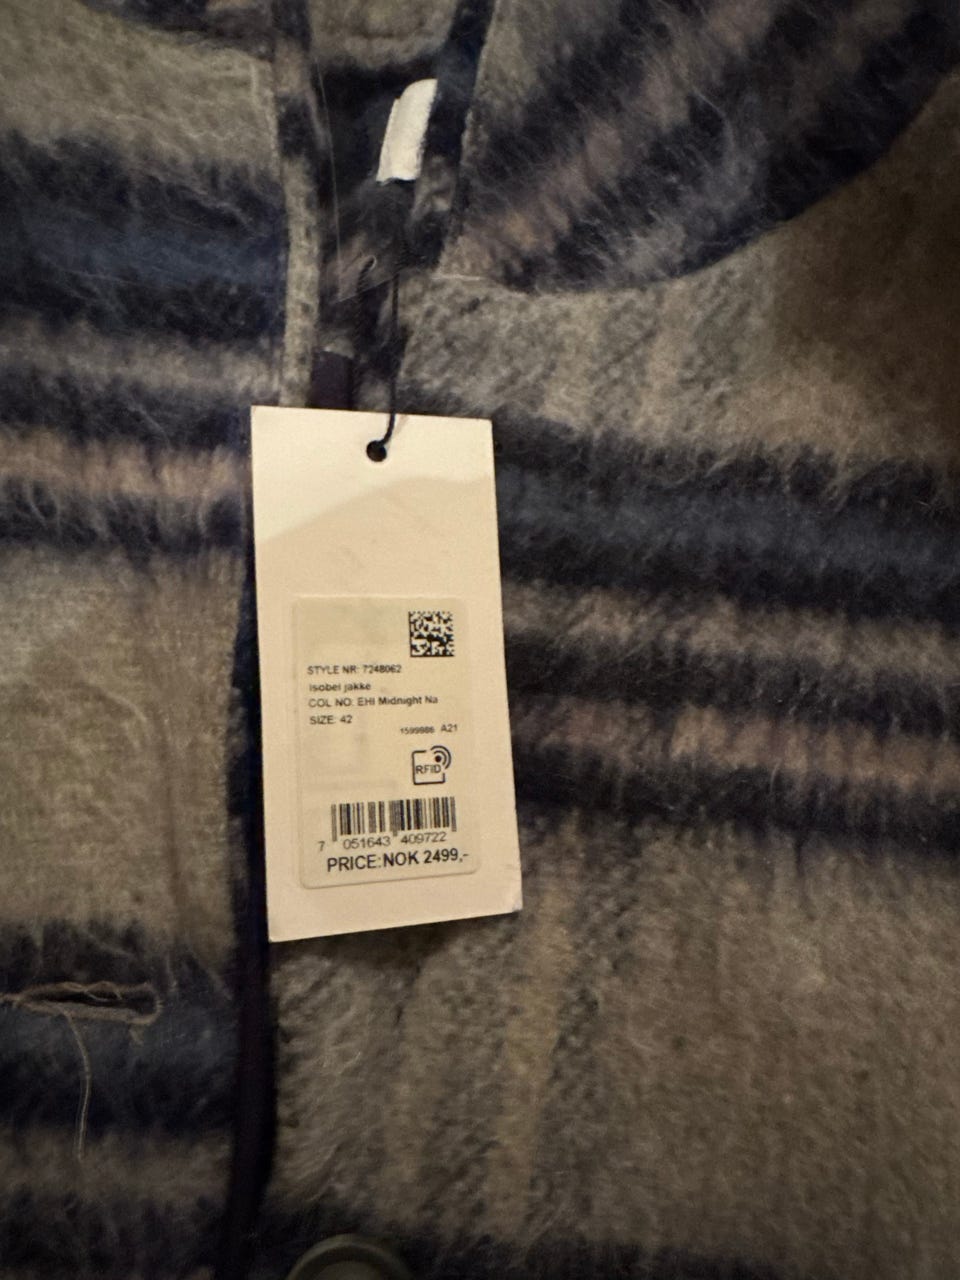 STYLE NR: 7248062
Isobel jakke
COL NO: EHI Midnight Na
SIZE: 42
1599986 A21
RFID
7 051643 409722
PRICE:NOK 2499,-